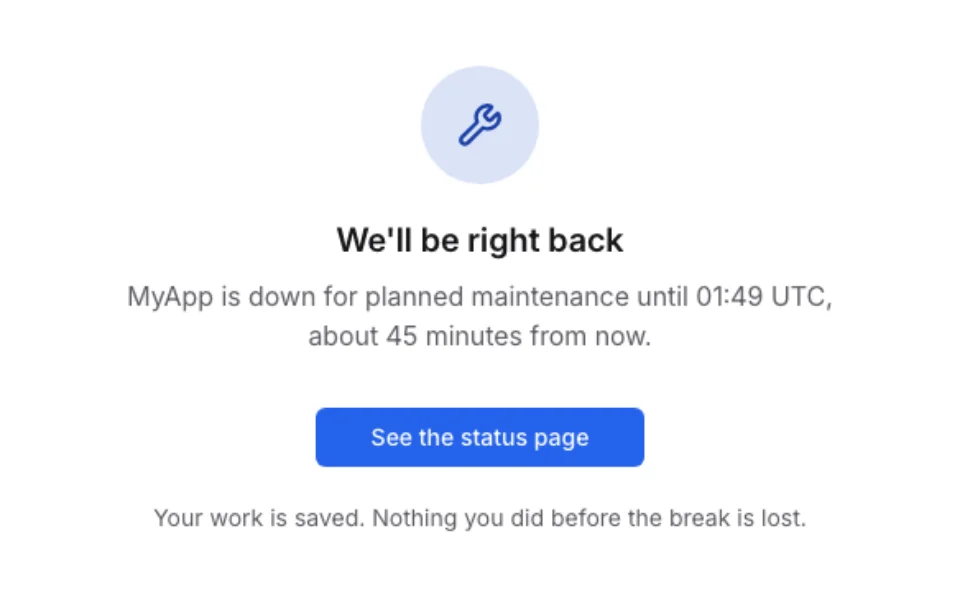 We'll be right back
MyApp is down for planned maintenance until 01:49 UTC,
about 45 minutes from now.
See the status page
Your work is saved. Nothing you did before the break is lost.